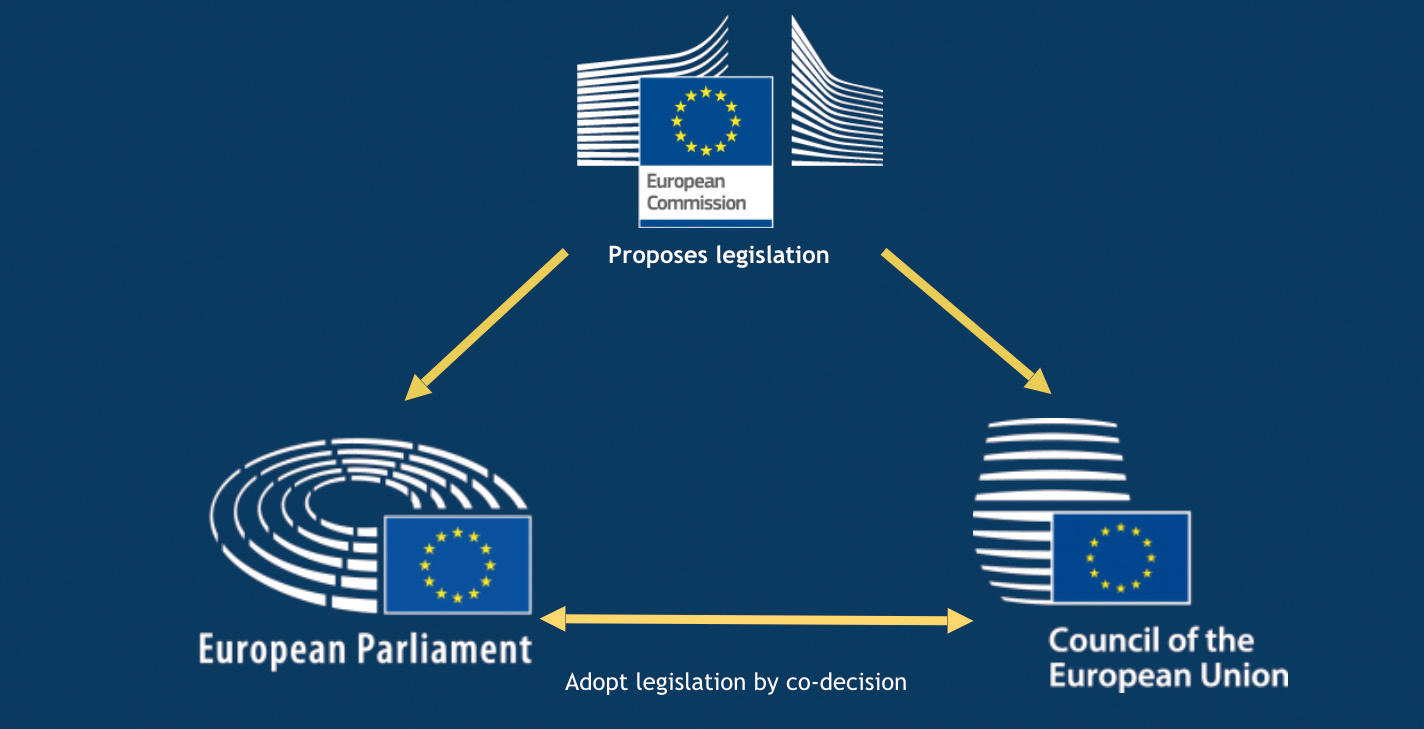 European
Commission
Proposes legislation
European Parliament
Council of the
European Union
Adopt legislation by co-decision